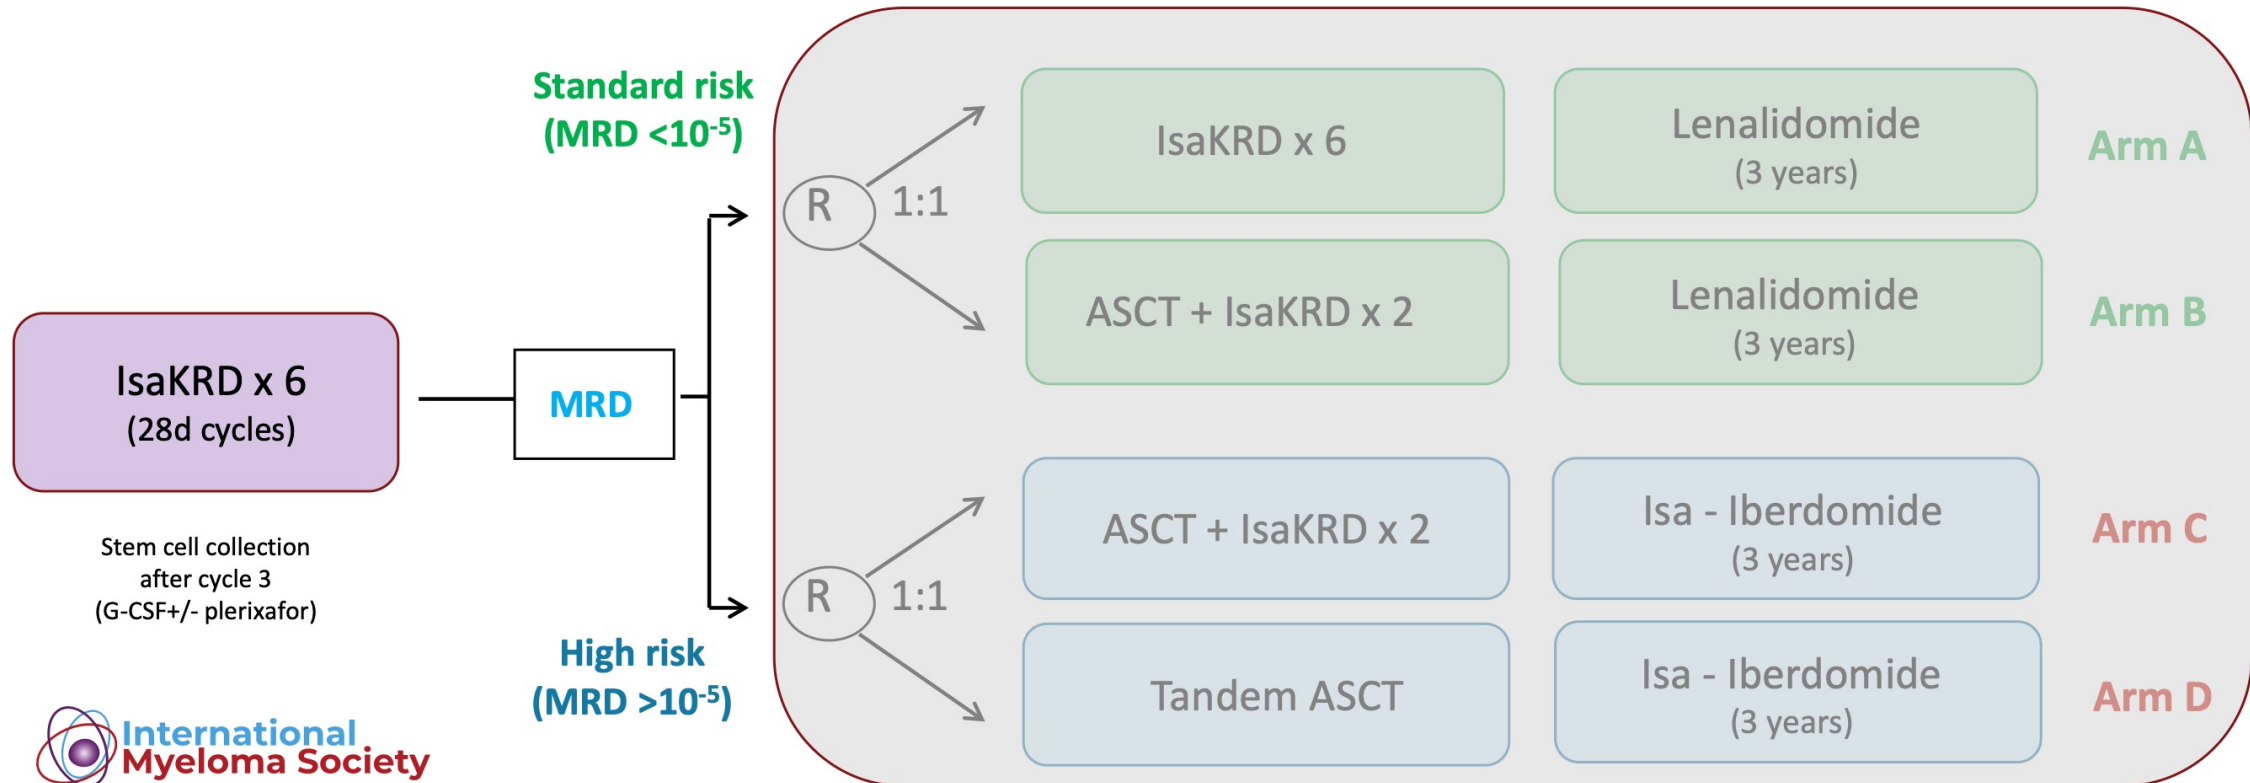 IsaKRD x 6
(28d cycles)
Stem cell collection
after cycle 3
(G-CSF+/- plerixafor)
MRD
Standard risk
(MRD <10⁻⁵)
R
1:1
IsaKRD x 6
Lenalidomide
(3 years)
Arm A
ASCT + IsaKRD x 2
Lenalidomide
(3 years)
Arm B
High risk
(MRD >10⁻⁵)
R
1:1
ASCT + IsaKRD x 2
Isa - Iberdomide
(3 years)
Arm C
Tandem ASCT
Isa - Iberdomide
(3 years)
Arm D
International
Myeloma Society